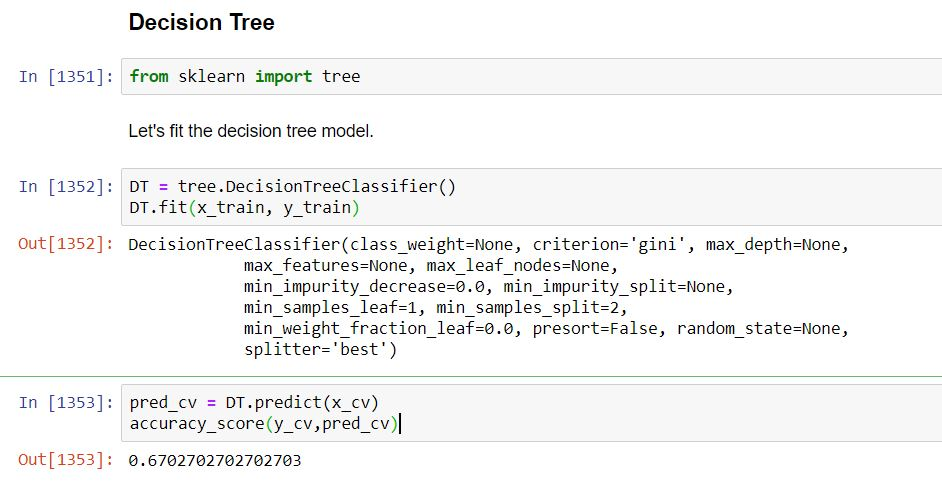 Decision Tree
In [1351]: from sklearn import tree
Let's fit the decision tree model.
In [1352]: DT = tree.DecisionTreeClassifier()
DT.fit(x_train, y_train)
Out[1352]: DecisionTreeClassifier(class_weight=None, criterion='gini', max_depth=None,
max_features=None, max_leaf_nodes=None,
min_impurity_decrease=0.0, min_impurity_split=None,
min_samples_leaf=1, min_samples_split=2,
min_weight_fraction_leaf=0.0, presort=False, random_state=None,
splitter='best')
In [1353]: pred_cv = DT.predict(x_cv)
accuracy_score(y_cv,pred_cv)
Out[1353]: 0.6702702702702703